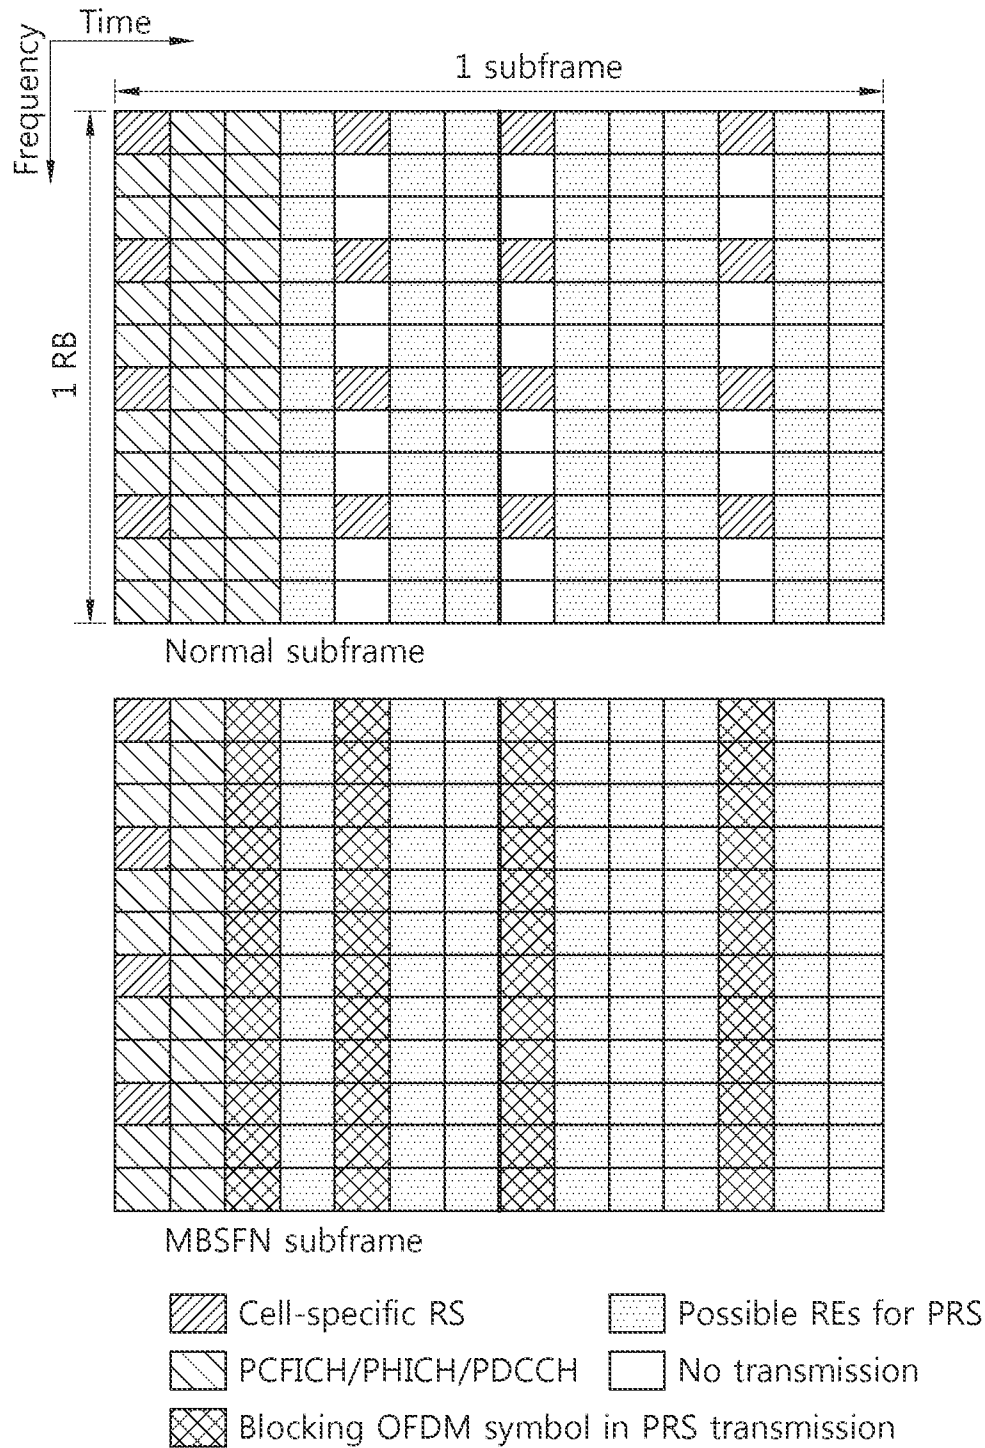 Time
Frequency
1 subframe
1 RB
Normal subframe
MBSFN subframe
Cell-specific RS
Possible REs for PRS
PCFICH/PHICH/PDCCH
No transmission
Blocking OFDM symbol in PRS transmission